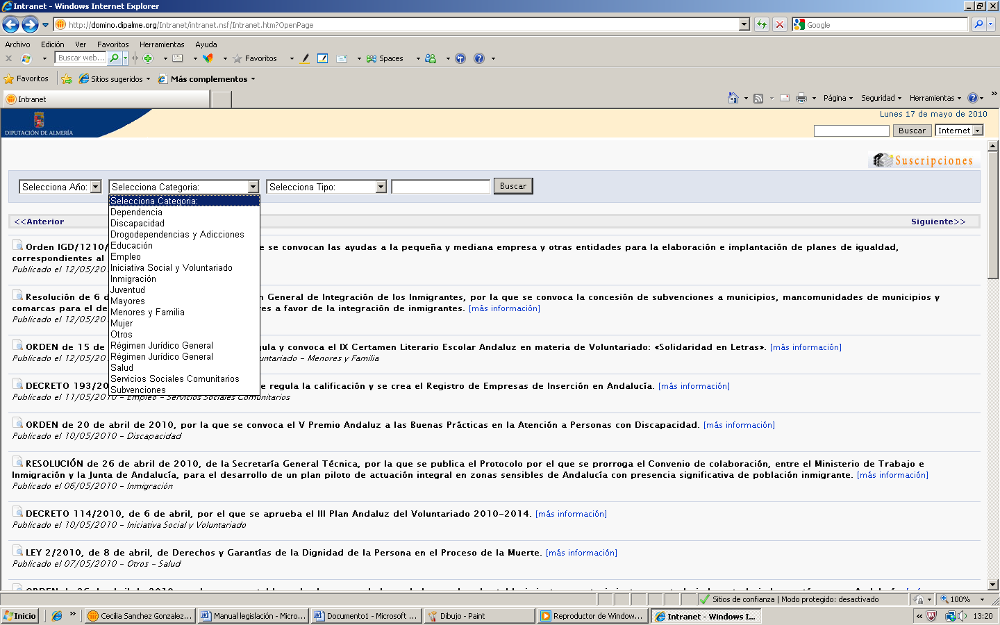 Intranet - Windows Internet Explorer
http://domino.dipalme.org/Intranet/intranet.nsf/Intranet.htm?OpenPage
Google
Archivo Edición Ver Favoritos Herramientas Ayuda
Buscar web... Favoritos Spaces
Favoritos Sitios sugeridos Más complementos
Intranet
Página Seguridad Herramientas
DIPUTACIÓN DE ALMERÍA
Lunes 17 de mayo de 2010
Buscar Internet
Suscripciones
Selecciona Año: Selecciona Categoria: Selecciona Tipo: Buscar
Selecciona Categoria:
Dependencia
Discapacidad
Drogodependencias y Adicciones
Educación
Empleo
Iniciativa Social y Voluntariado
Inmigración
Juventud
Mayores
Menores y Familia
Mujer
Otros
Régimen Jurídico General
Régimen Jurídico General
Salud
Servicios Sociales Comunitarios
Subvenciones
<<Anterior Siguiente>>
Orden IGD/1210/ e se convocan las ayudas a la pequeña y mediana empresa y otras entidades para la elaboración e implantación de planes de igualdad,
correspondientes al
Publicado el 12/05/20
Resolución de 6 d n General de Integración de los Inmigrantes, por la que se convoca la concesión de subvenciones a municipios, mancomunidades de municipios y
comarcas para el de res a favor de la integración de inmigrantes. [más información]
Publicado el 12/05/20
ORDEN de 15 de gula y convoca el IX Certamen Literario Escolar Andaluz en materia de Voluntariado: «Solidaridad en Letras». [más información]
Publicado el 12/05/20 luntariado - Menores y Familia
DECRETO 193/20 e regula la calificación y se crea el Registro de Empresas de Inserción en Andalucía. [más información]
Publicado el 11/05/2010 - Empleo - Servicios Sociales Comunitarios
ORDEN de 20 de abril de 2010, por la que se convoca el V Premio Andaluz a las Buenas Prácticas en la Atención a Personas con Discapacidad. [más información]
Publicado el 10/05/2010 - Discapacidad
RESOLUCIÓN de 26 de abril de 2010, de la Secretaría General Técnica, por la que se publica el Protocolo por el que se prorroga el Convenio de colaboración, entre el Ministerio de Trabajo e
Inmigración y la Junta de Andalucía, para el desarrollo de un plan piloto de actuación integral en zonas sensibles de Andalucía con presencia significativa de población inmigrante. [más información]
Publicado el 06/05/2010 - Inmigración
DECRETO 114/2010, de 6 de abril, por el que se aprueba el III Plan Andaluz del Voluntariado 2010-2014. [más información]
Publicado el 10/05/2010 - Iniciativa Social y Voluntariado
LEY 2/2010, de 8 de abril, de Derechos y Garantías de la Dignidad de la Persona en el Proceso de la Muerte. [más información]
Publicado el 07/05/2010 - Otros - Salud
Sitios de confianza | Modo protegido: desactivado 100%
Inicio Cecilia Sanchez Gonzalez... Manual legislación - Micro... Documento1 - Microsoft ... Dibujo - Paint Reproductor de Window... Intranet - Windows I... 13:20